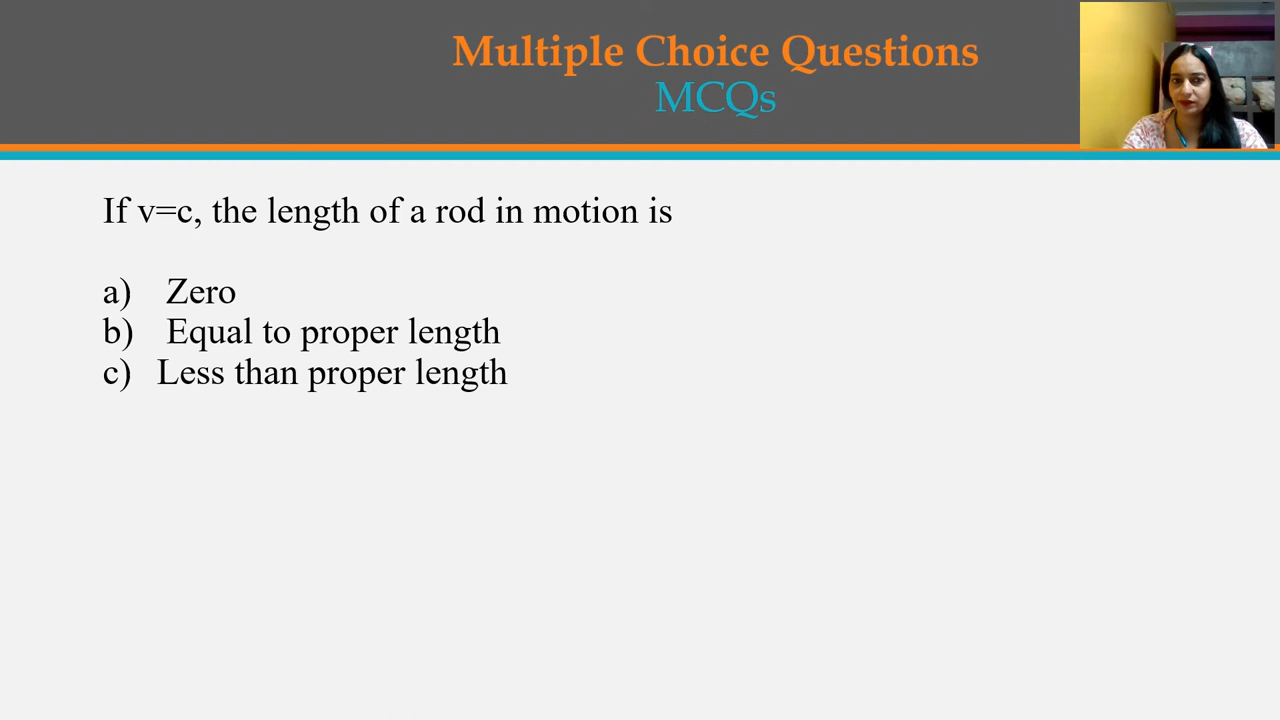 Multiple Choice Questions
MCQs
If v=c, the length of a rod in motion is
a) Zero
b) Equal to proper length
c) Less than proper length